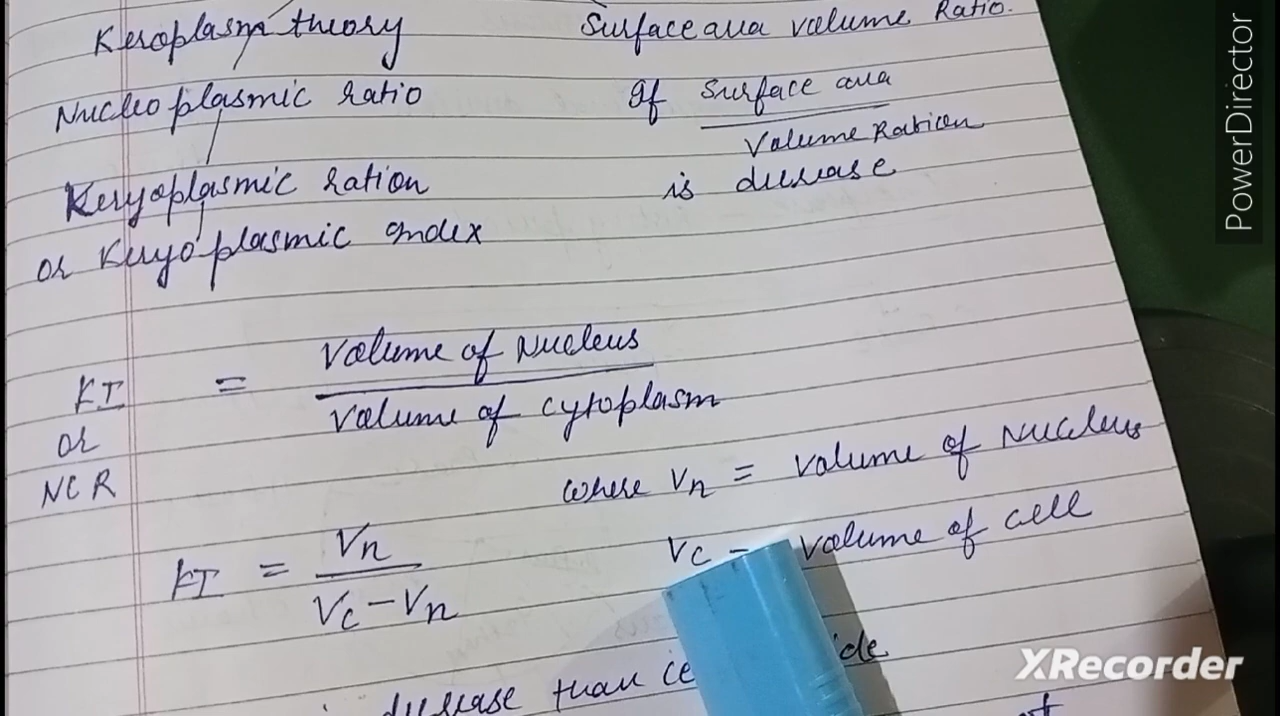 Keroplasm theory
Nucleoplasmic ratio
Keryoplasmic ration
or Keryoplasmic Index
Surface area volume Ratio.
If Surface area
Volume Ration
is decrease
KI
or
NCR
= Volume of Nucleus
Volume of cytoplasm
where Vn = Volume of Nucleus
Vc - volume of cell
KI = Vn
Vc - Vn
decrease than
PowerDirector
XRecorder